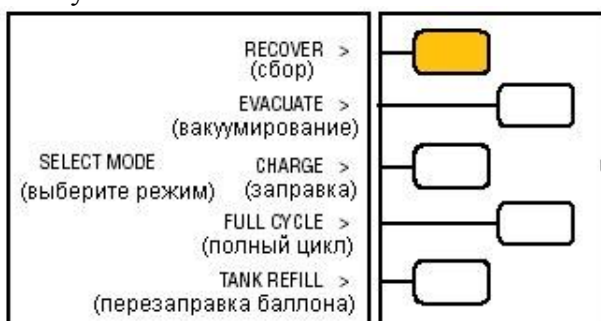 RECOVER >
(сбор)
EVACUATE >
(вакуумирование)
SELECT MODE CHARGE >
(выберите режим) (заправка)
FULL CYCLE >
(полный цикл)
TANK REFILL >
(перезаправка баллона)